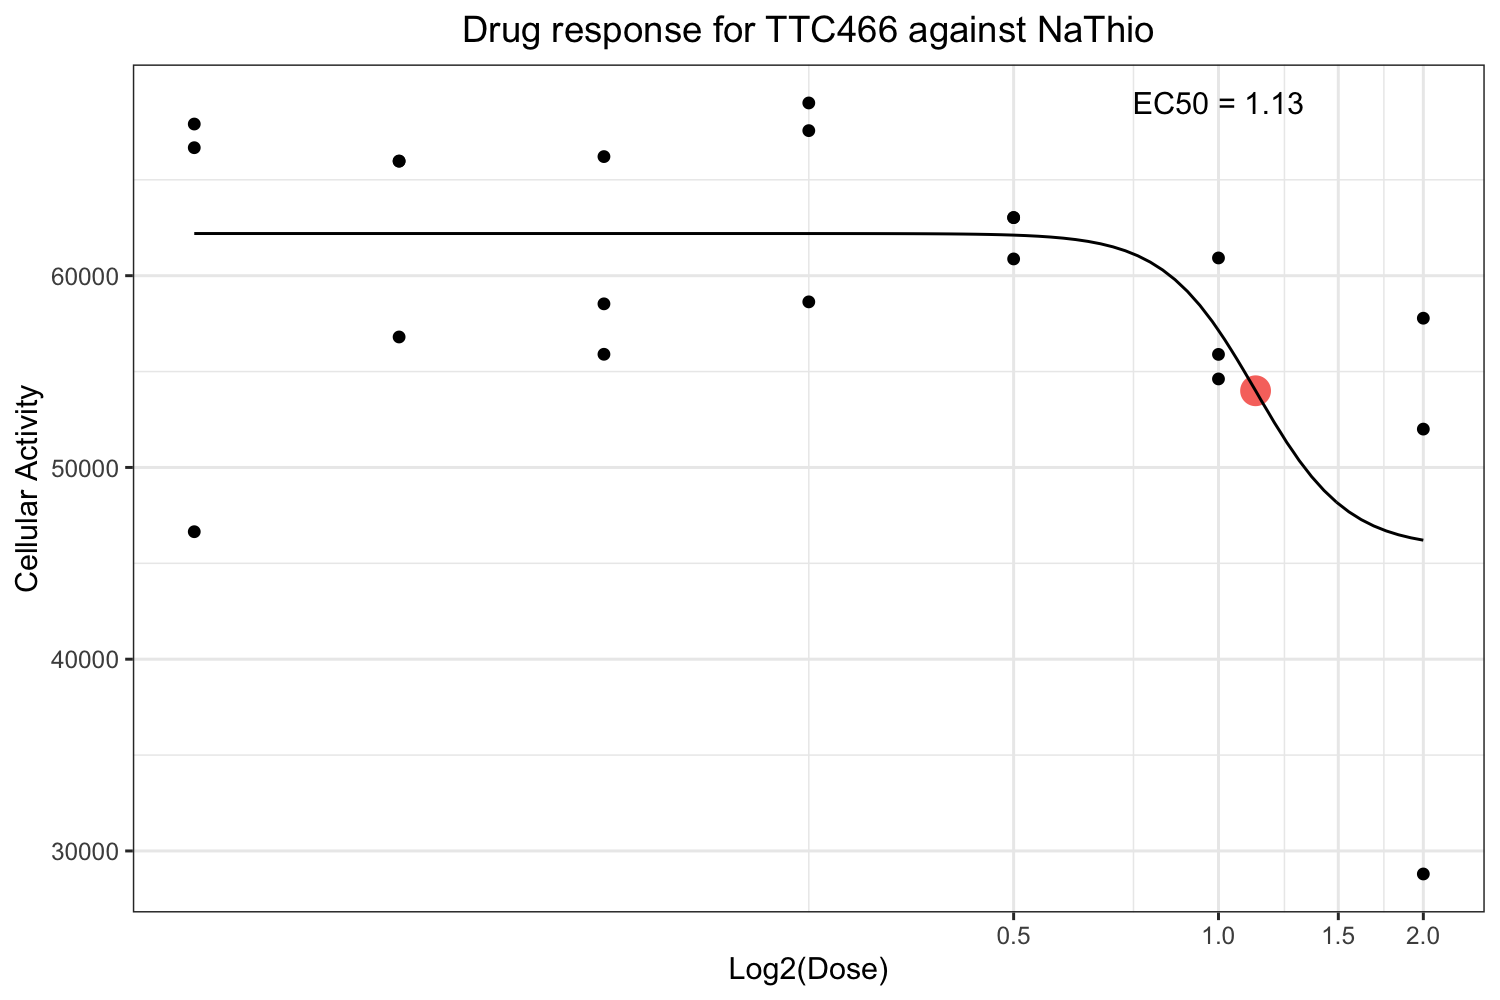 Drug response for TTC466 against NaThio
EC50 = 1.13
Cellular Activity
60000
50000
40000
30000
0.5 1.0 1.5 2.0
Log2(Dose)